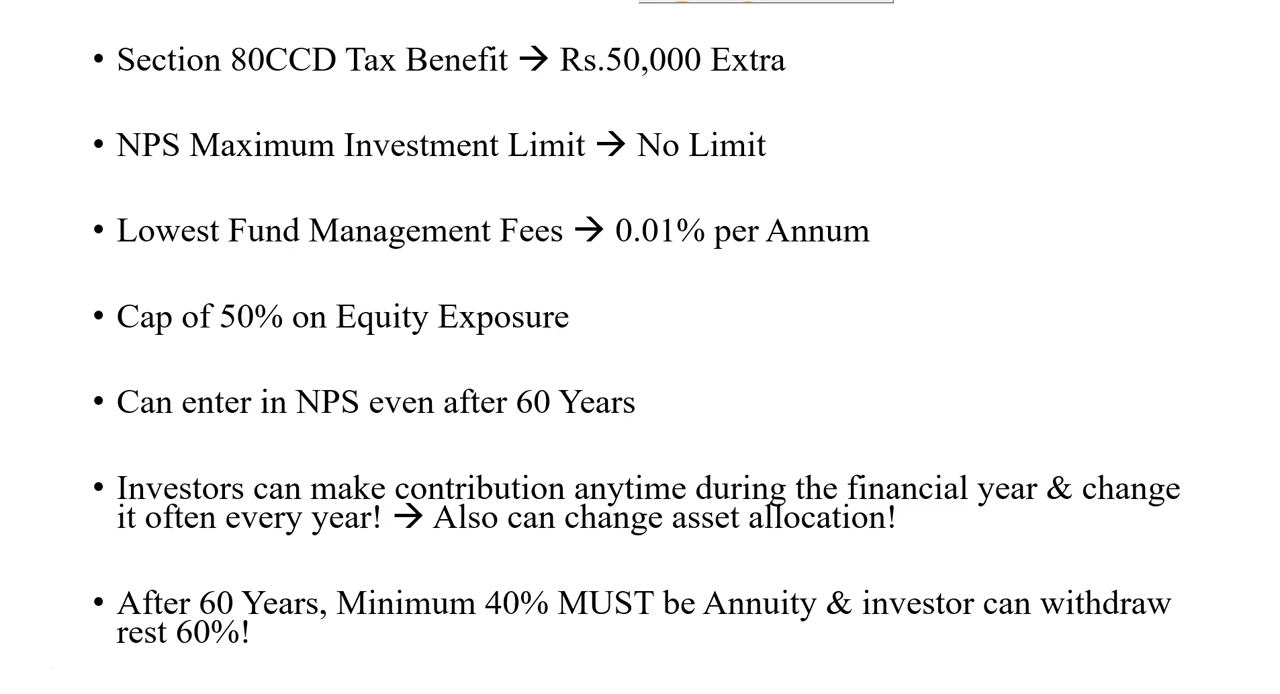 • Section 80CCD Tax Benefit → Rs.50,000 Extra
• NPS Maximum Investment Limit → No Limit
• Lowest Fund Management Fees → 0.01% per Annum
• Cap of 50% on Equity Exposure
• Can enter in NPS even after 60 Years
• Investors can make contribution anytime during the financial year & change
it often every year! → Also can change asset allocation!
• After 60 Years, Minimum 40% MUST be Annuity & investor can withdraw
rest 60%!